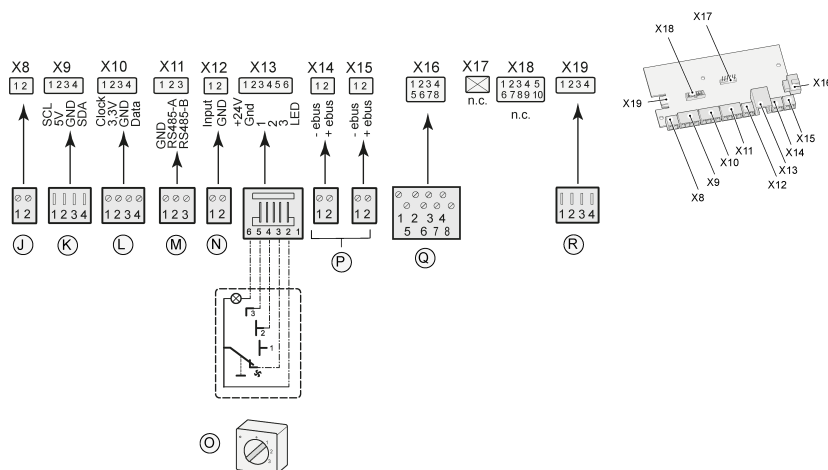 X8 X9 X10 X11 X12 X13 X14 X15 X16 X17 X18 X19
1 2
1 2 3 4
1 2 3 4
1 2 3
1 2
1 2 3 4 5 6
1 2
1 2
1 2 3 4
5 6 7 8
n.c.
1 2 3 4 5
6 7 8 9 10
n.c.
1 2 3 4
SCL
5V
GND
SDA
Clock
3.3V
GND
Data
GND
RS485-A
RS485-B
Input
GND
+24V
Gnd
1
2
3
LED
- ebus
+ ebus
- ebus
+ ebus
1 2
1 2 3 4
1 2 3 4
1 2 3
1 2
6 5 4 3 2 1
1 2
1 2
1 2 3 4
5 6 7 8
1 2 3 4
J K L M N P Q R
3
2
1
O
1
2
3
X17
X18
X16
X19
X15
X14
X13
X12
X11
X10
X9
X8